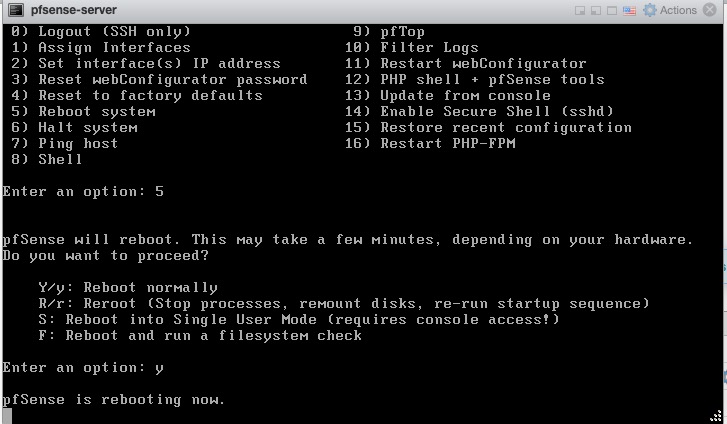 pfsense-server
Actions
0) Logout (SSH only) 9) pfTop
1) Assign Interfaces 10) Filter Logs
2) Set interface(s) IP address 11) Restart webConfigurator
3) Reset webConfigurator password 12) PHP shell + pfSense tools
4) Reset to factory defaults 13) Update from console
5) Reboot system 14) Enable Secure Shell (sshd)
6) Halt system 15) Restore recent configuration
7) Ping host 16) Restart PHP-FPM
8) Shell
Enter an option: 5
pfSense will reboot. This may take a few minutes, depending on your hardware.
Do you want to proceed?
Y/y: Reboot normally
R/r: Reroot (Stop processes, remount disks, re-run startup sequence)
S: Reboot into Single User Mode (requires console access!)
F: Reboot and run a filesystem check
Enter an option: y
pfSense is rebooting now.